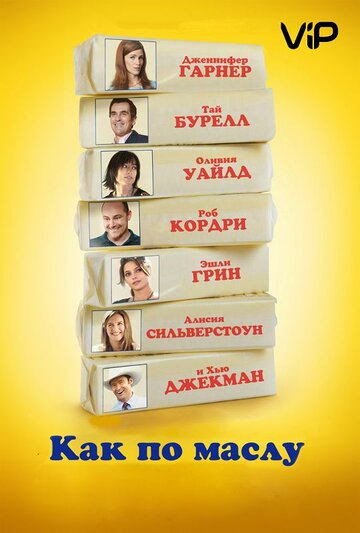 ViP
Дженнифер
ГАРНЕР
Тай
БУРЕЛЛ
Оливия
УАЙЛД
Роб
КОРДРИ
Эшли
ГРИН
Алисия
СИЛЬВЕРСТОУН
и Хью
ДЖЕКМАН
Как по маслу